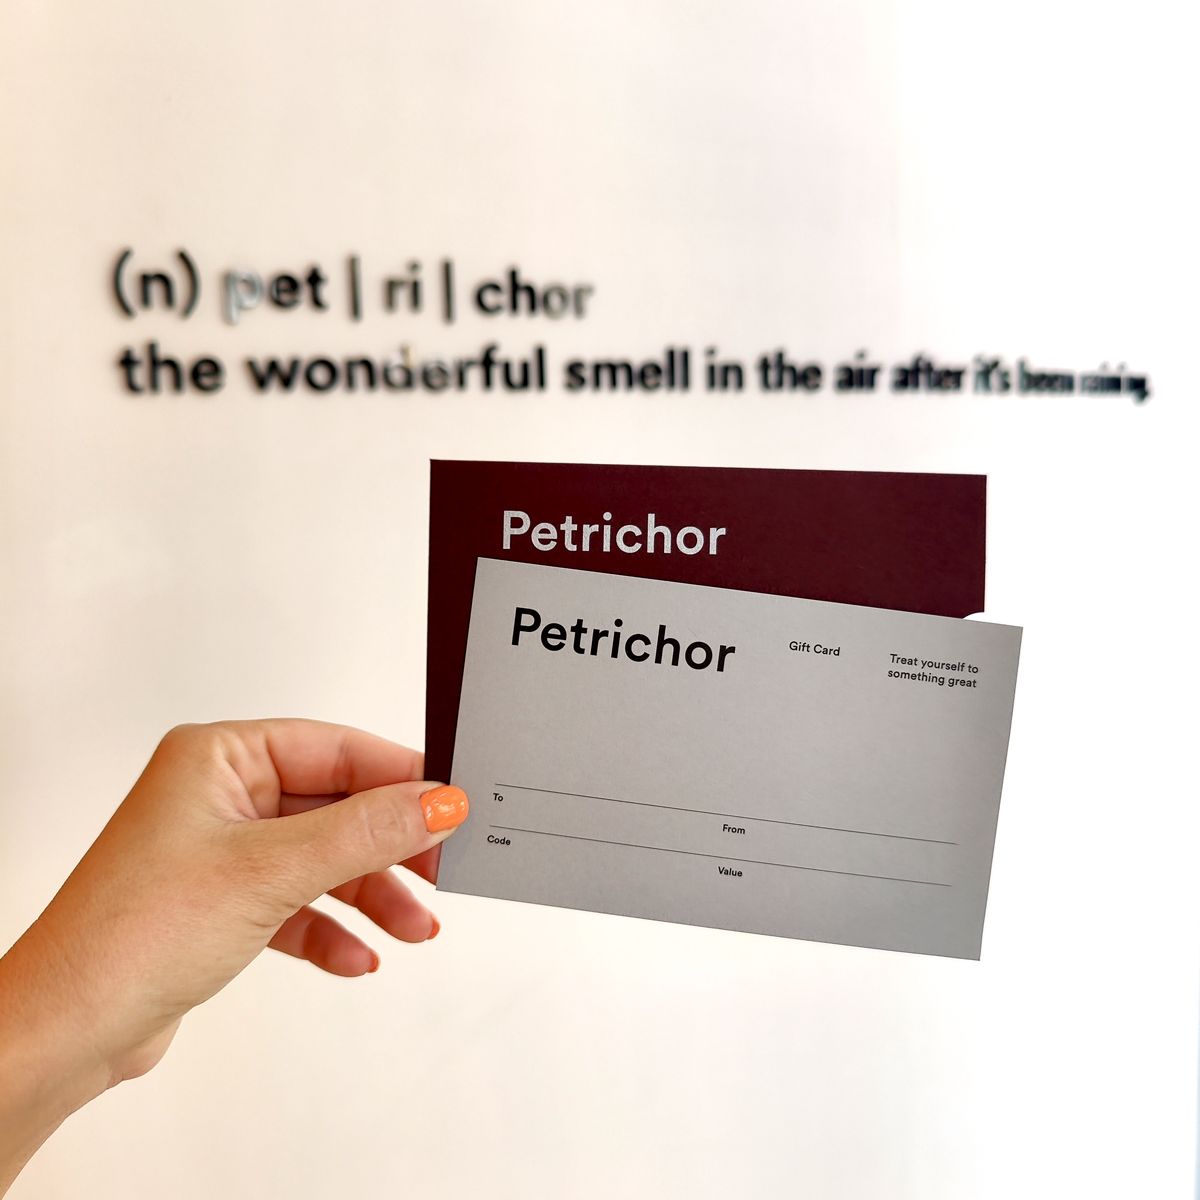 (n) pet | ri | chor
the wonderful smell in the air after it's been raining.
Petrichor
Petrichor
Gift Card
Treat yourself to
something great
To
From
Code
Value